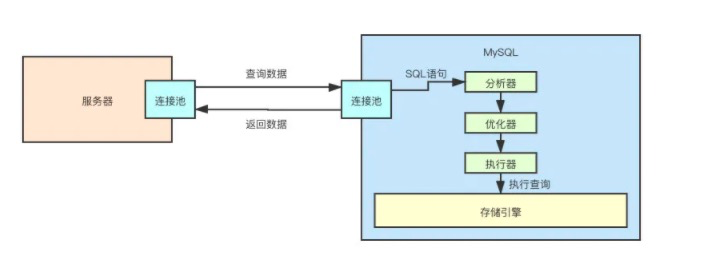 MySQL
查询数据
SQL语句
分析器
服务器
连接池
连接池
返回数据
优化器
执行器
执行查询
存储引擎